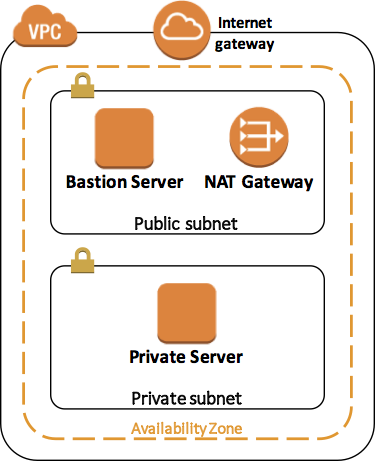 VPC
Internet
gateway
Bastion Server
NAT Gateway
Public subnet
Private Server
Private subnet
Availability Zone